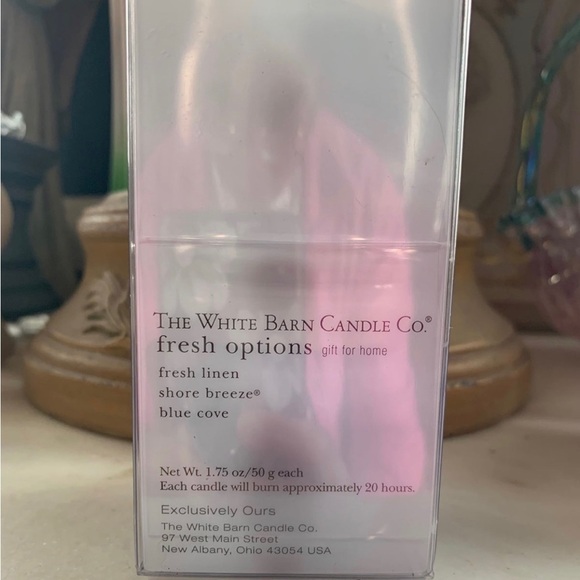 The White Barn Candle Co.®
fresh options gift for home
fresh linen
shore breeze®
blue cove
Net Wt. 1.75 oz/50 g each
Each candle will burn approximately 20 hours.
Exclusively Ours
The White Barn Candle Co.
97 West Main Street
New Albany, Ohio 43054 USA